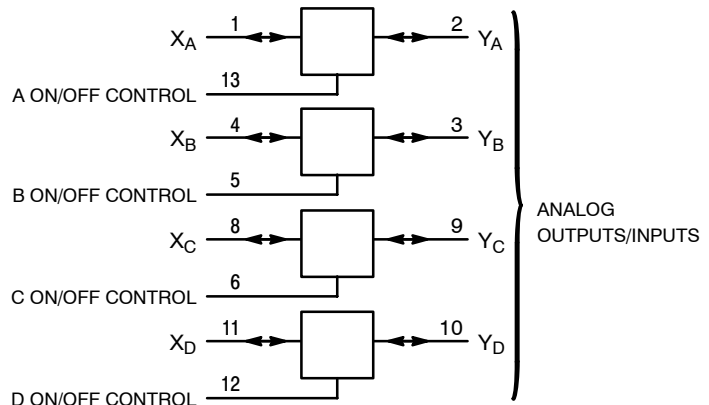 X_A 1 2 Y_A
A ON/OFF CONTROL 13
X_B 4 3 Y_B
B ON/OFF CONTROL 5
X_C 8 9 Y_C
ANALOG
OUTPUTS/INPUTS
C ON/OFF CONTROL 6
X_D 11 10 Y_D
D ON/OFF CONTROL 12